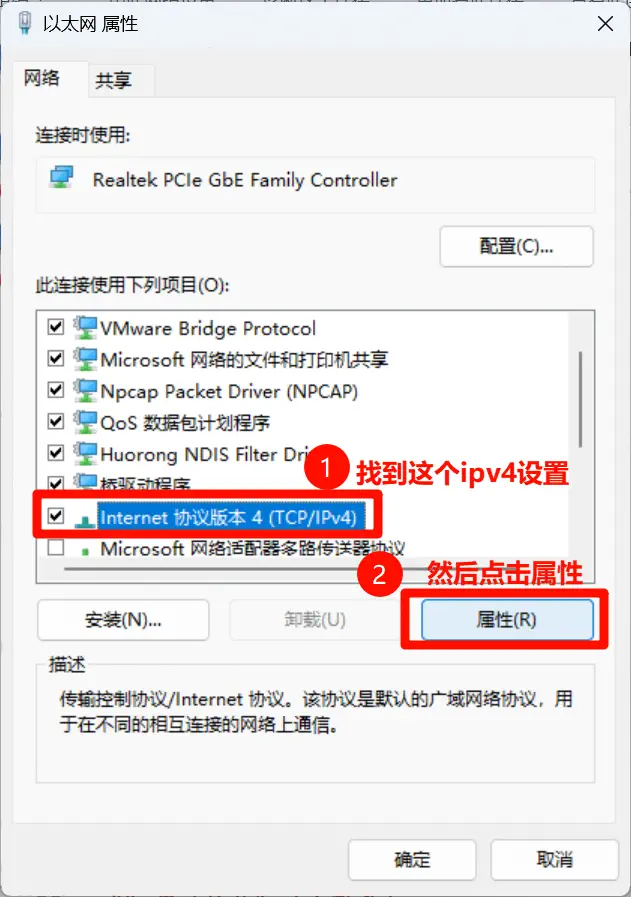 以太网 属性
网络
共享
连接时使用:
Realtek PCIe GbE Family Controller
配置(C)...
此连接使用下列项目(O):
VMware Bridge Protocol
Microsoft 网络的文件和打印机共享
Npcap Packet Driver (NPCAP)
QoS 数据包计划程序
Huorong NDIS Filter
1 找到这个ipv4设置
桥驱动程序
Internet 协议版本 4 (TCP/IPv4)
Microsoft 网络适配器多路传送器协议
2 然后点击属性
安装(N)...
卸载(U)
属性(R)
描述
传输控制协议/Internet 协议。该协议是默认的广域网络协议，用
于在不同的相互连接的网络上通信。
确定
取消